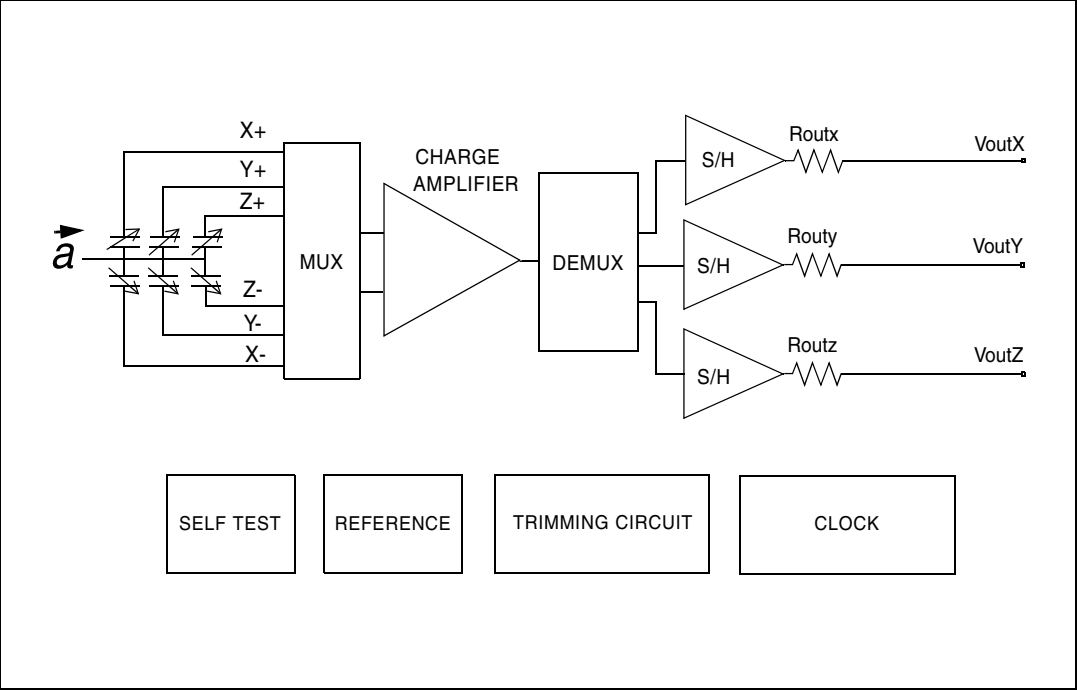 X+
Y+
Z+
a
Z-
Y-
X-
MUX
CHARGE
AMPLIFIER
DEMUX
S/H
Routx
VoutX
S/H
Routy
VoutY
S/H
Routz
VoutZ
SELF TEST
REFERENCE
TRIMMING CIRCUIT
CLOCK